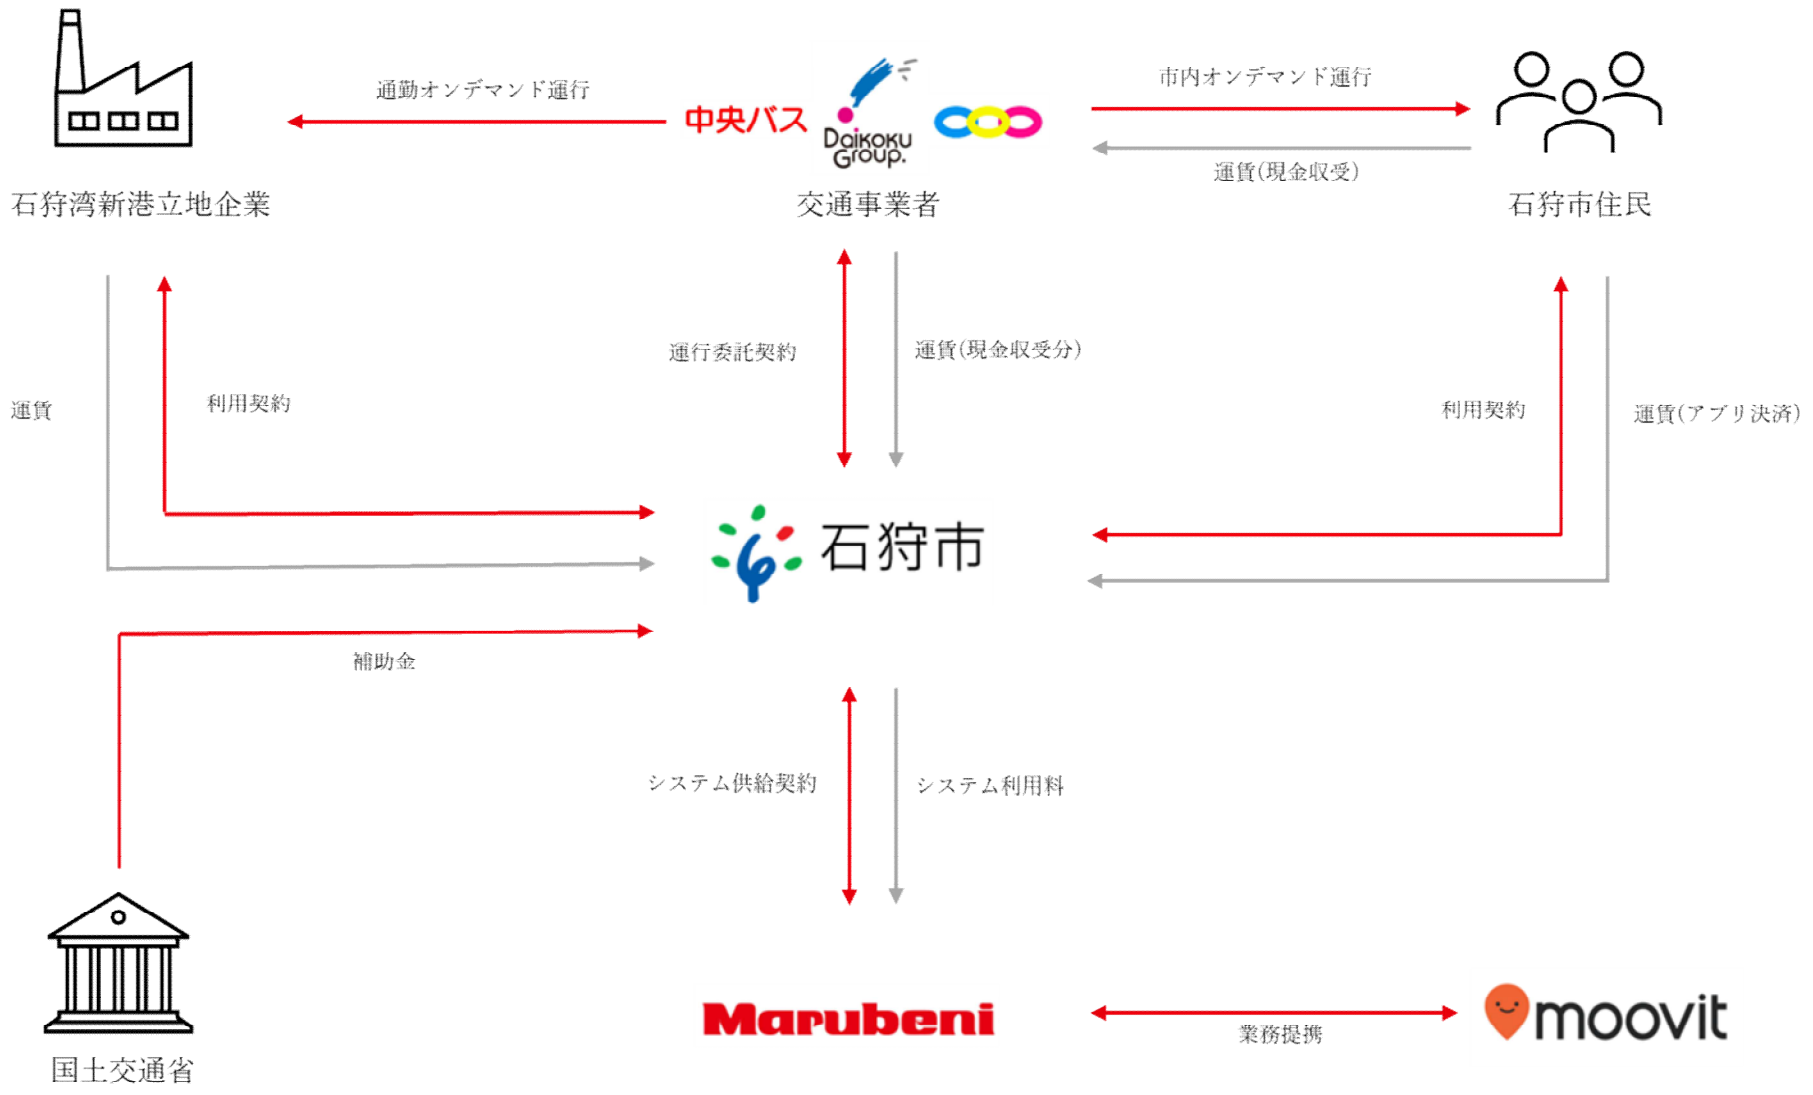 通勤オンデマンド運行
市内オンデマンド運行
中央バス
Daikoku
Group.
運賃(現金収受)
石狩湾新港立地企業
交通事業者
石狩市住民
運行委託契約
運賃(現金収受分)
運賃
利用契約
利用契約
運賃(アプリ決済)
石狩市
補助金
システム供給契約
システム利用料
Marubeni
業務提携
moovit
国土交通省